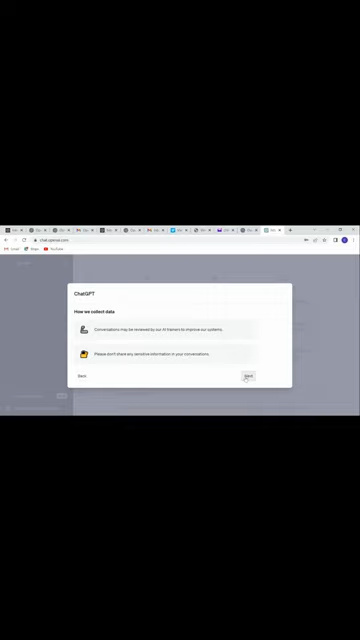 chat.openai.com
Gmail Maps YouTube
ChatGPT
How we collect data
Conversations may be reviewed by our AI trainers to improve our systems.
Please don't share any sensitive information in your conversations.
Back Next